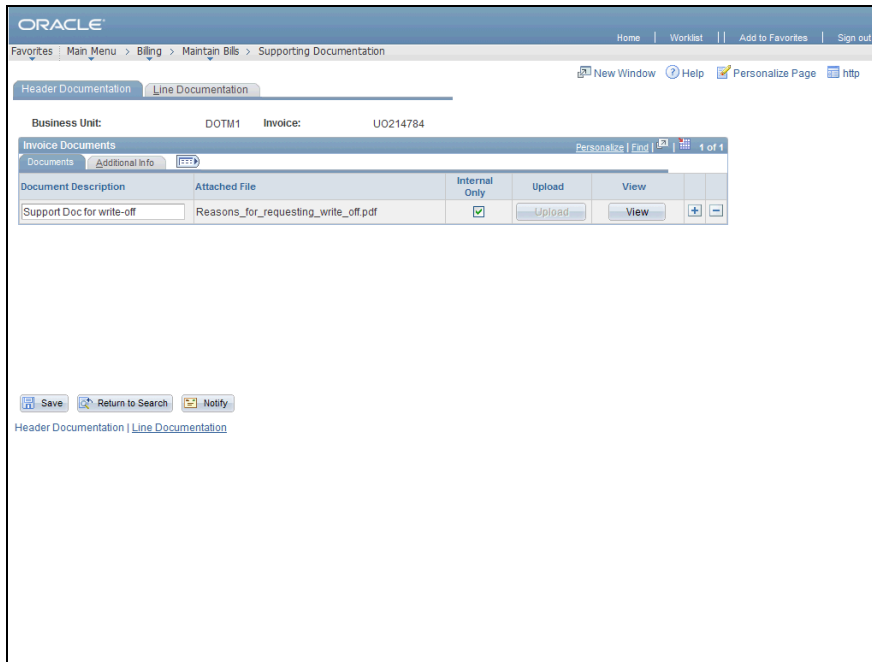 ORACLE
Home | Worklist || Add to Favorites | Sign out
Favorites | Main Menu > Billing > Maintain Bills > Supporting Documentation
New Window Help Personalize Page http
Header Documentation Line Documentation
Business Unit: DOTM1 Invoice: UO214784
Invoice Documents Personalize | Find | | 1 of 1
Documents Additional Info
Document Description Attached File Internal Only Upload View
Support Doc for write-off Reasons_for_requesting_write_off.pdf Upload View
Save Return to Search Notify
Header Documentation | Line Documentation